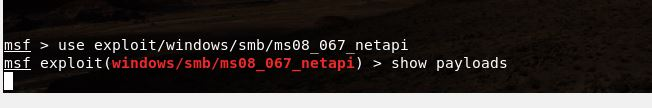 msf > use exploit/windows/smb/ms08_067_netapi
msf exploit(windows/smb/ms08_067_netapi) > show payloads